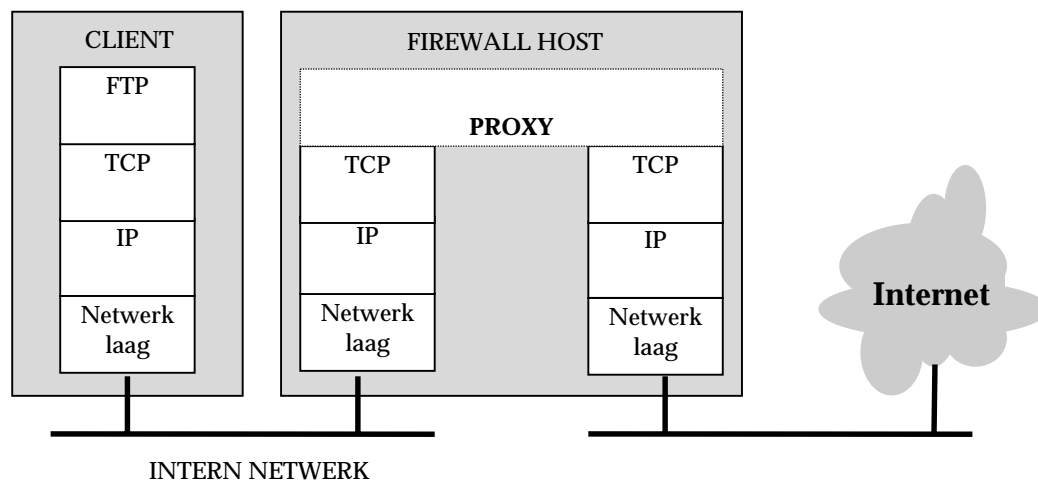 CLIENT
FTP
TCP
IP
Netwerk
laag
FIREWALL HOST
PROXY
TCP
IP
Netwerk
laag
TCP
IP
Netwerk
laag
Internet
INTERN NETWERK